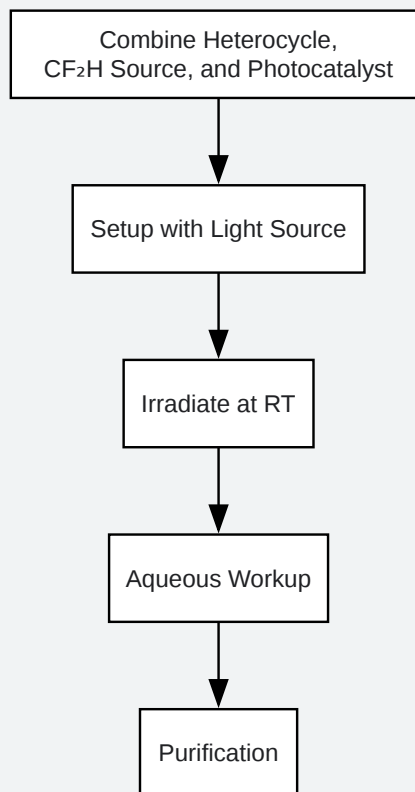 Combine Heterocycle,
CF₂H Source, and Photocatalyst
Setup with Light Source
Irradiate at RT
Aqueous Workup
Purification